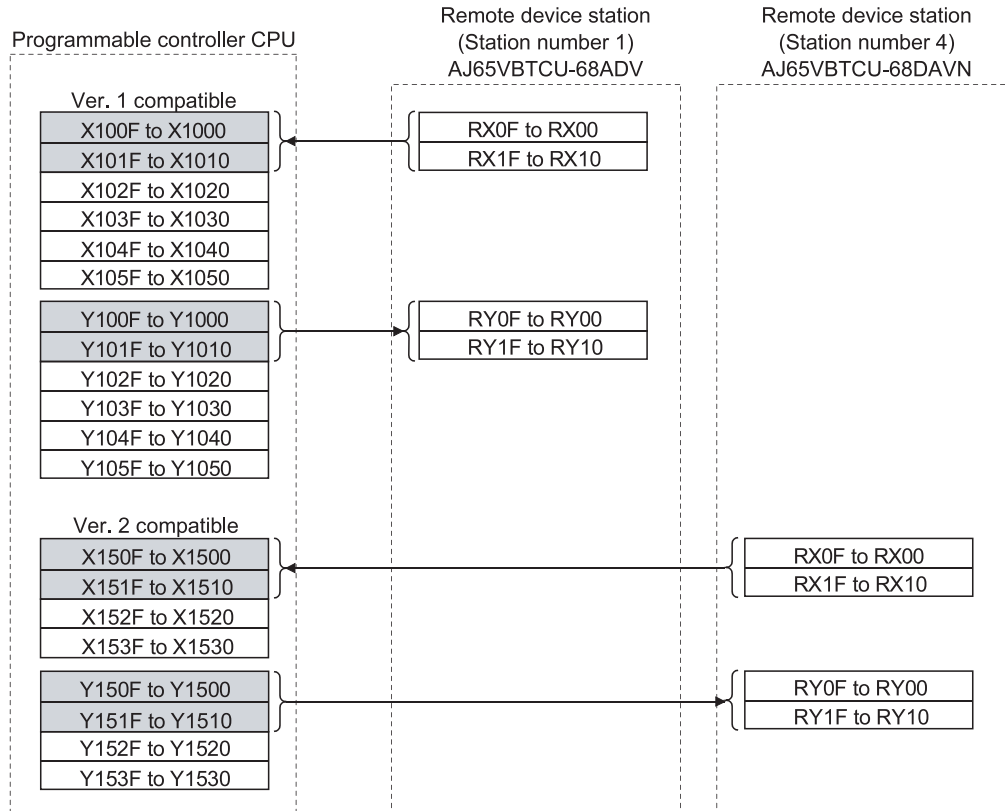 Programmable controller CPU
Remote device station
(Station number 1)
AJ65VBTCU-68ADV
Remote device station
(Station number 4)
AJ65VBTCU-68DAVN
Ver. 1 compatible
X100F to X1000
X101F to X1010
X102F to X1020
X103F to X1030
X104F to X1040
X105F to X1050
RX0F to RX00
RX1F to RX10
Y100F to Y1000
Y101F to Y1010
Y102F to Y1020
Y103F to Y1030
Y104F to Y1040
Y105F to Y1050
RY0F to RY00
RY1F to RY10
Ver. 2 compatible
X150F to X1500
X151F to X1510
X152F to X1520
X153F to X1530
RX0F to RX00
RX1F to RX10
Y150F to Y1500
Y151F to Y1510
Y152F to Y1520
Y153F to Y1530
RY0F to RY00
RY1F to RY10